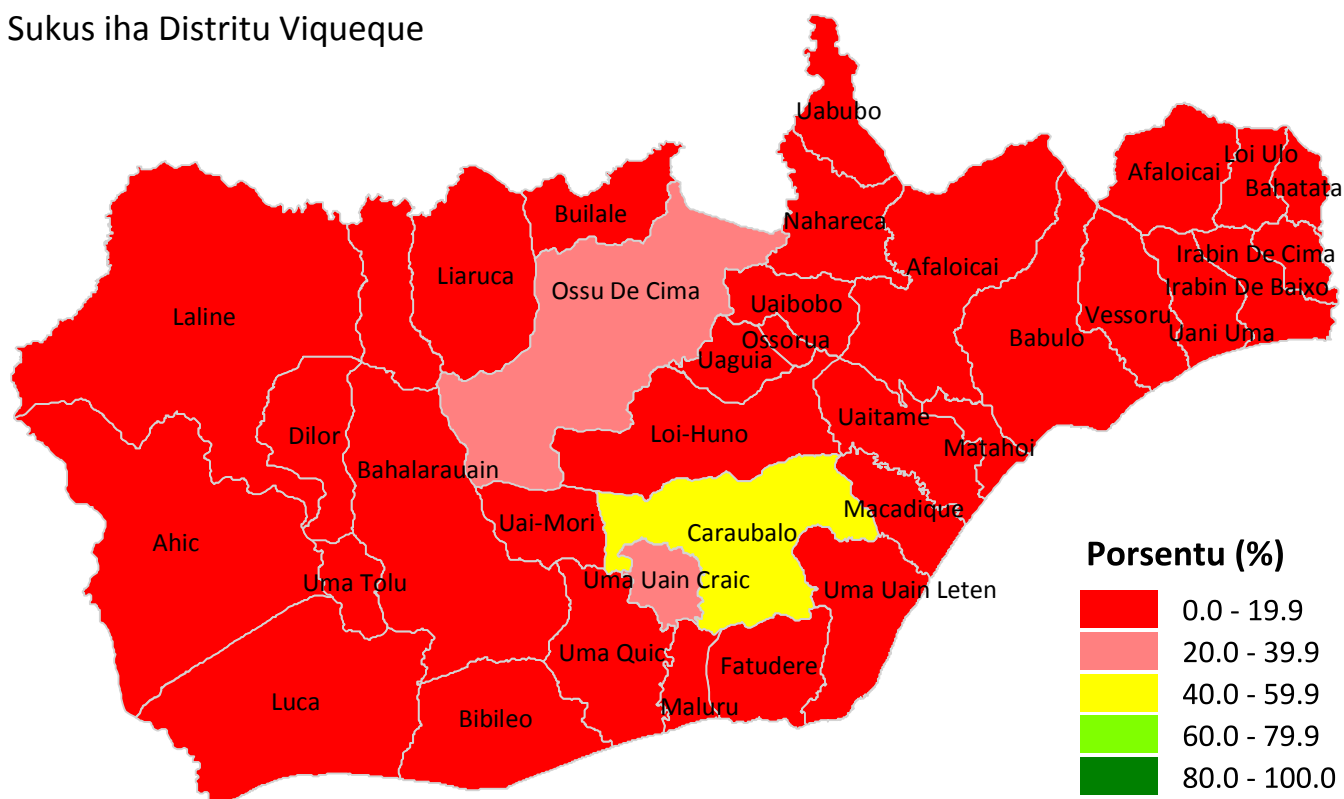 Sukus iha Distritu Viqueque
Uabubo
Loi Ulo
Afaloicai
Bahatata
Builale
Nahareca
Irabin De Cima
Afaloicai
Liaruca
Irabin De Baixo
Ossu De Cima
Uaibobo
Laline
Vessoru
Uani Uma
Ossorua
Babulo
Uaguia
Uaitame
Dilor
Loi-Huno
Matahoi
Bahalarauain
Macadique
Uai-Mori
Caraubalo
Ahic
Uma Tolu
Uma Uain Craic
Uma Uain Leten
Uma Quic
Fatudere
Luca
Maluru
Bibileo
Porsentu (%)
0.0 - 19.9
20.0 - 39.9
40.0 - 59.9
60.0 - 79.9
80.0 - 100.0